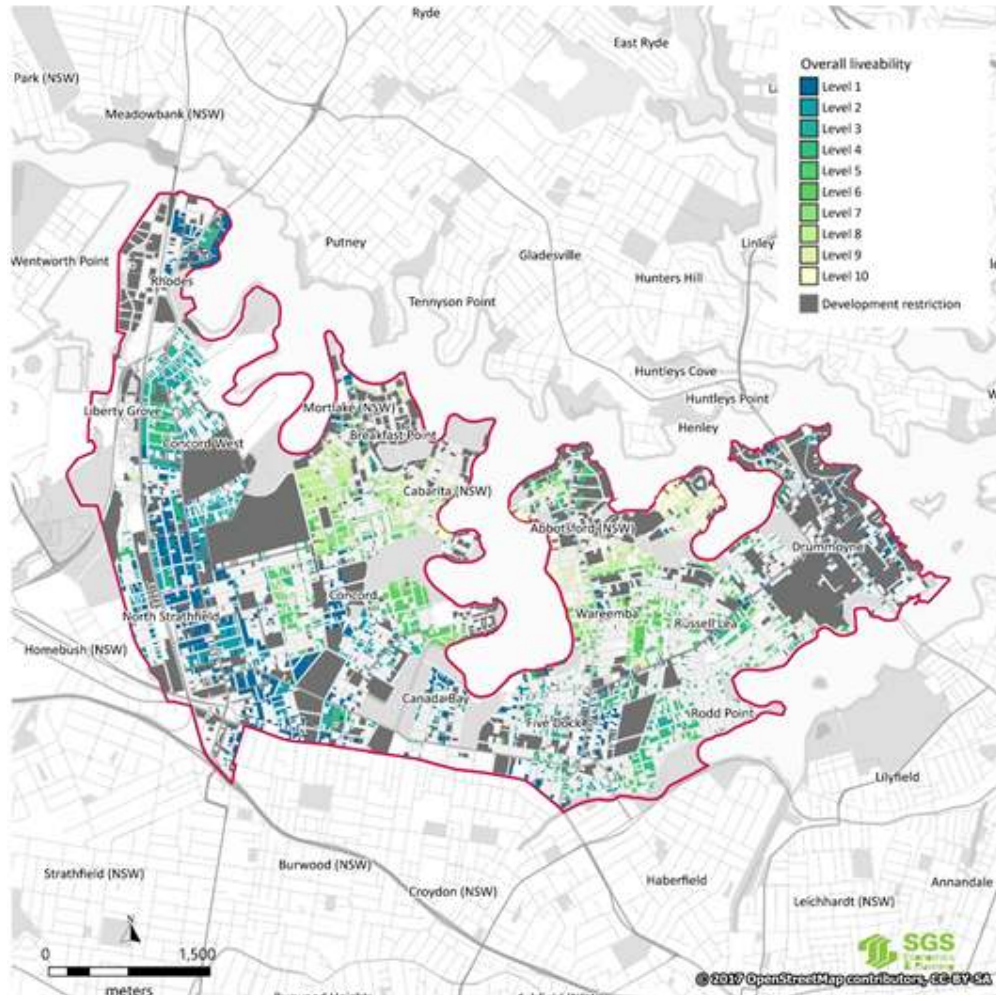 Ryde
East Ryde
Park (NSW)
Meadowbank (NSW)
Overall liveability
Level 1
Level 2
Level 3
Level 4
Level 5
Level 6
Level 7
Level 8
Level 9
Level 10
Development restriction
Wentworth Point
Putney
Gladesville
Linley
Rhodes
Hunters Hill
Tennyson Point
Huntleys Cove
Huntleys Point
Liberty Grove
Mortlake (NSW)
Henley
Concord West
Breakfast Point
Cabarita (NSW)
Abbotsford (NSW)
Drummoyne
Concord
North Strathfield
Wareemba
Russell Lea
Homebush (NSW)
Canada Bay
Five Dock
Rodd Point
Lilyfield
Burwood (NSW)
Strathfield (NSW)
Croydon (NSW)
Haberfield
Annandale
Leichhardt (NSW)
N
0 1,500
meters
SGS
Economics
& Planning
© 2017 OpenStreetMap contributors, CC-BY-SA